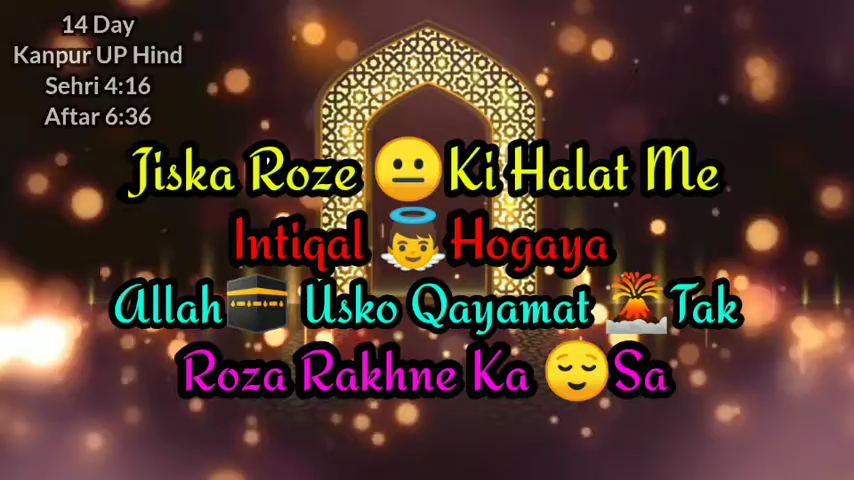 14 Day
Kanpur UP Hind
Sehri 4:16
Aftar 6:36
Jiska Roze 😐Ki Halat Me
Intiqal 👼Hogaya
Allah🕋 Usko Qayamat 🌋Tak
Roza Rakhne Ka 😌Sa